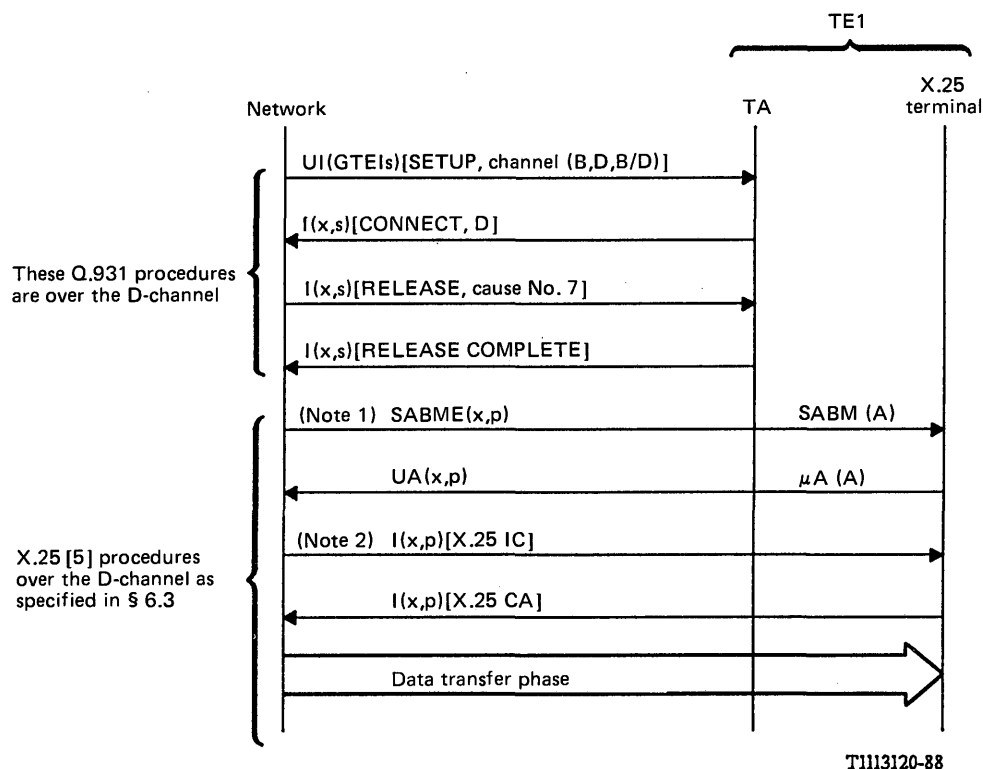 TE1
X.25
terminal
Network
TA
UI(GTEIs)[SETUP, channel (B,D,B/D)]
I(x,s)[CONNECT, D]
These Q.931 procedures
are over the D-channel
I(x,s)[RELEASE, cause No. 7]
I(x,s)[RELEASE COMPLETE]
(Note 1) SABME(x,p)
SABM (A)
UA(x,p)
μA (A)
(Note 2) I(x,p)[X.25 IC]
X.25 [5] procedures
over the D-channel as
specified in § 6.3
I(x,p)[X.25 CA]
Data transfer phase
T1113120-88